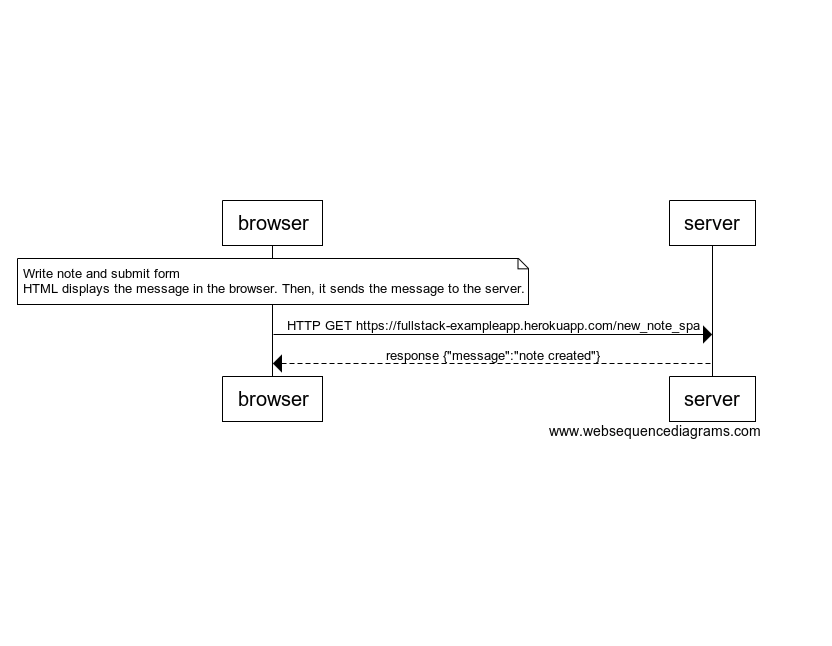 browser
server
Write note and submit form
HTML displays the message in the browser. Then, it sends the message to the server.
HTTP GET https://fullstack-exampleapp.herokuapp.com/new_note_spa
response {"message":"note created"}
browser
server
www.websequencediagrams.com